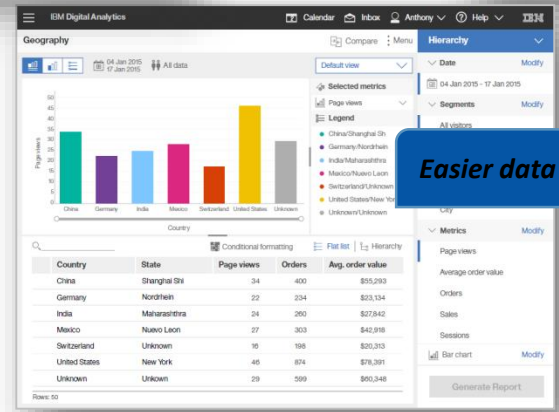 IBM Digital Analytics Calendar Inbox Anthony Help IBM
Geography Compare Menu Hierarchy
04 Jan 2015
17 Jan 2015
All data
Default view
Date Modify
Selected metrics
04 Jan 2015 - 17 Jan 2015
Page views
Segments Modify
Legend
All visitors
China/Shanghai Sh
Germany/Nordrhein
India/Maharashthra
Mexico/Nuevo Leon
Switzerland/Unknown
United States/New Yor
Unknown/Unknown
Easier data
City
Page views
50
45
40
35
30
25
20
15
10
5
China Germany India Mexico Switzerland United States Unknown
Country
Metrics Modify
Page views
Average order value
Orders
Sales
Sessions
Bar chart Modify
Generate Report
Conditional formatting Flat list Hierarchy
Country State Page views Orders Avg. order value
China Shanghai Shi 34 400 $55,293
Germany Nordrhein 22 234 $23,134
India Maharashthra 24 260 $27,842
Mexico Nuevo Leon 27 303 $42,918
Switzerland Unknown 16 198 $20,313
United States New York 46 874 $78,391
Unknown Unkown 29 599 $60,348
Rows: 50